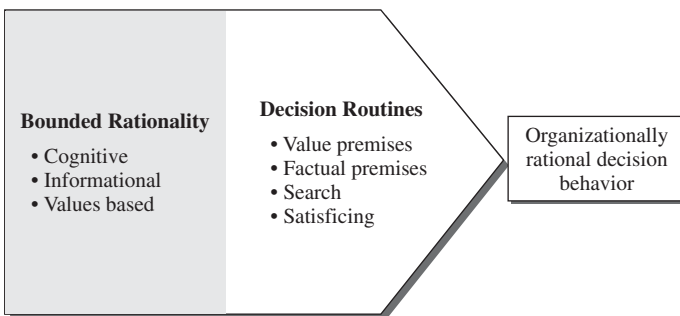 Bounded Rationality
• Cognitive
• Informational
• Values based
Decision Routines
• Value premises
• Factual premises
• Search
• Satisficing
Organizationally
rational decision
behavior